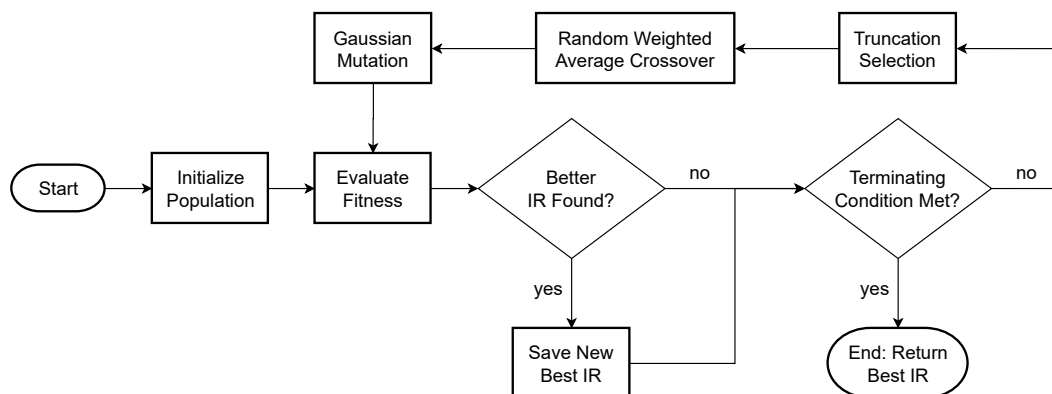 Gaussian
Mutation
Random Weighted
Average Crossover
Truncation
Selection
Start
Initialize
Population
Evaluate
Fitness
Better
IR Found?
no
Terminating
Condition Met?
no
yes
yes
Save New
Best IR
End: Return
Best IR